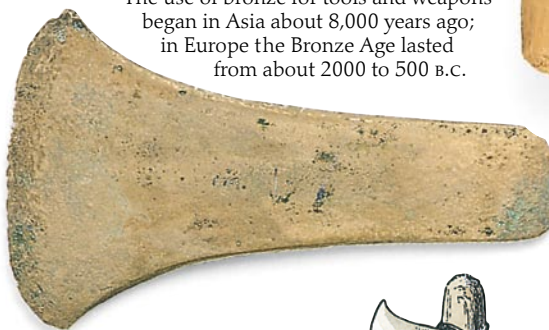 The use of bronze for tools and weapons
began in Asia about 8,000 years ago;
in Europe the Bronze Age lasted
from about 2000 to 500 B.C.